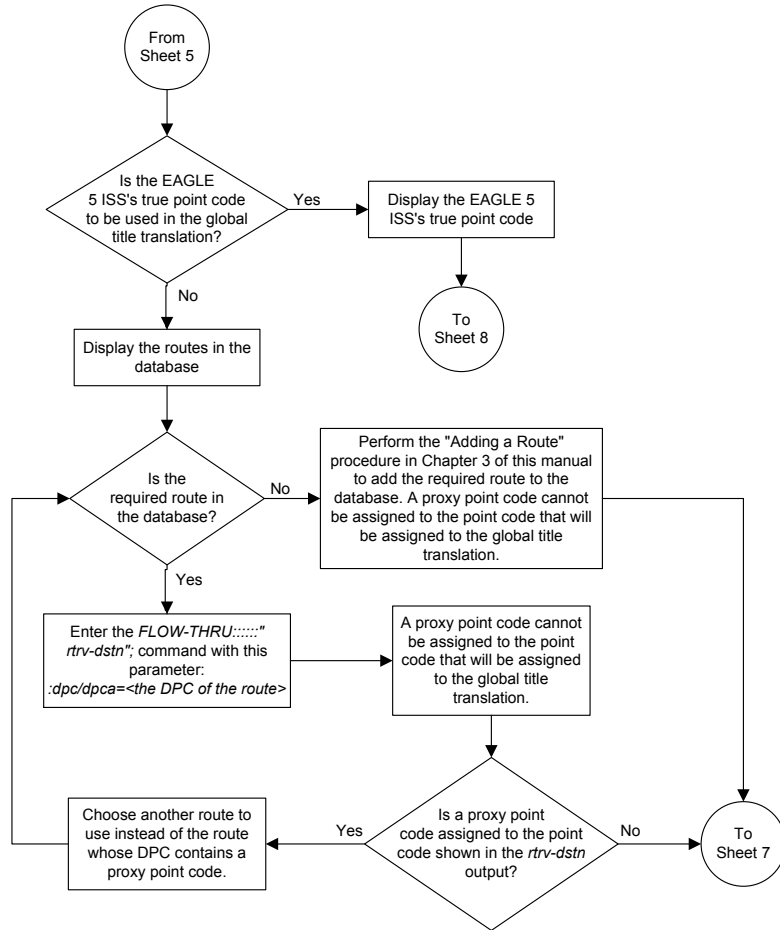 From
Sheet 5
Is the EAGLE
5 ISS's true point code
to be used in the global
title translation?
Yes
Display the EAGLE 5
ISS's true point code
To
Sheet 8
No
Display the routes in the
database
Is the
required route in
the database?
No
Perform the "Adding a Route"
procedure in Chapter 3 of this manual
to add the required route to the
database. A proxy point code cannot
be assigned to the point code that will
be assigned to the global title
translation.
Yes
Enter the FLOW-THRU::::::"
rtrv-dstn"; command with this
parameter:
:dpc/dpca=<the DPC of the route>
A proxy point code cannot
be assigned to the point
code that will be assigned
to the global title
translation.
Is a proxy point
code assigned to the point
code shown in the rtrv-dstn
output?
Yes
Choose another route to
use instead of the route
whose DPC contains a
proxy point code.
No
To
Sheet 7